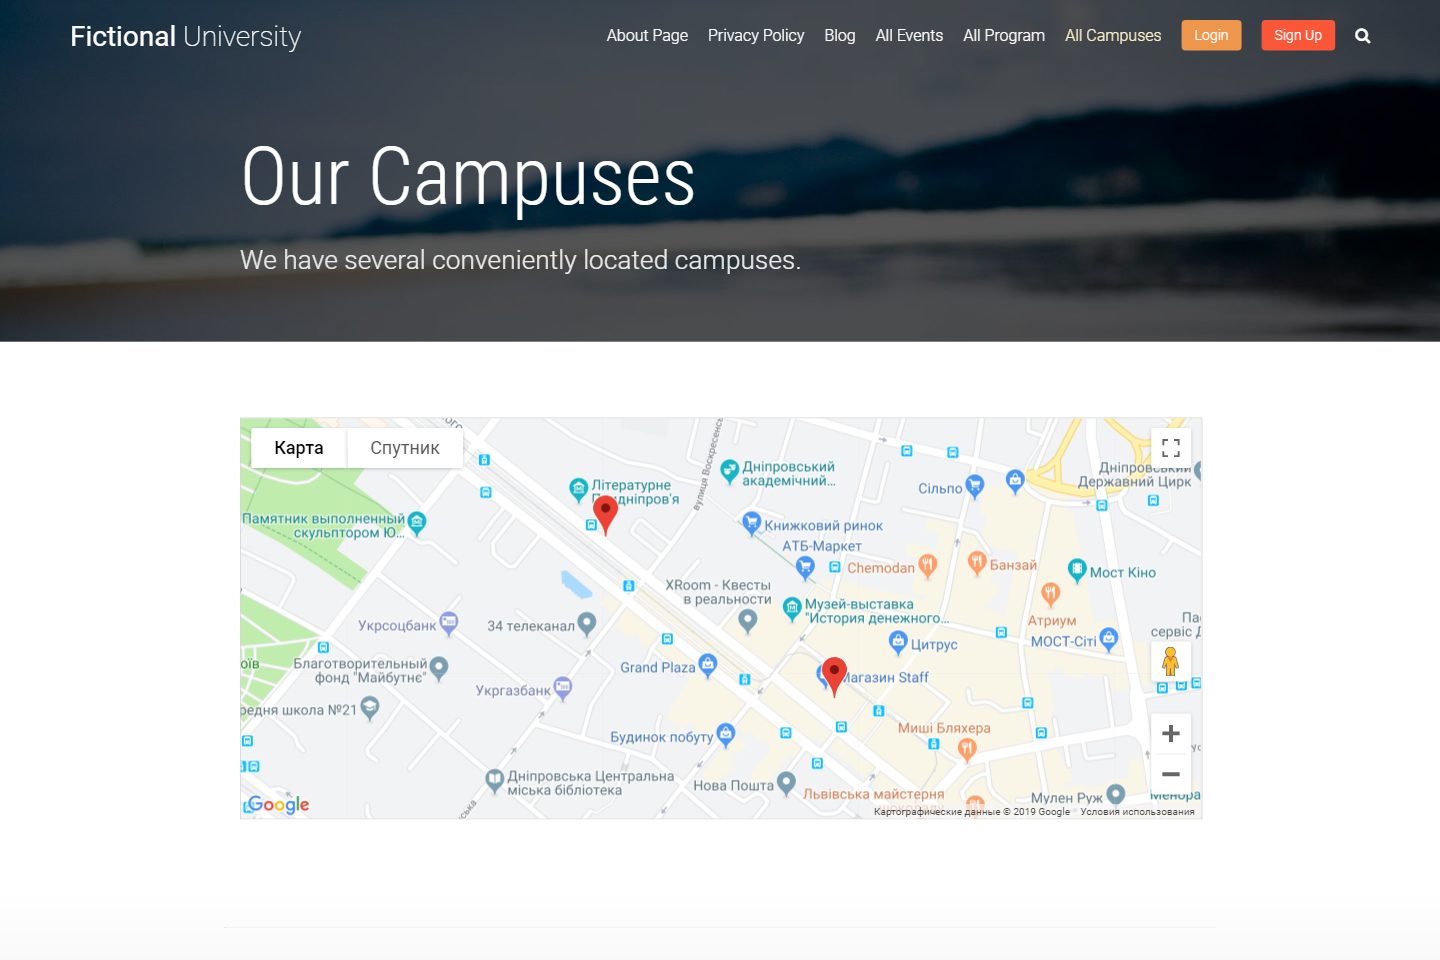 Fictional University
About Page
Privacy Policy
Blog
All Events
All Program
All Campuses
Login
Sign Up
Our Campuses
We have several conveniently located campuses.
Карта
Спутник
вулиця Воскресенсь
Дніпровський
академічний...
Дніпровський
Державний Цирк
Літературне
Сільпо
Памятник выполненный
скульптором Ю...
Книжковий ринок
АТБ-Маркет
Chemodan
Банзай
Мост Кіно
XRoom - Квесты
в реальности
Музей-выставка
"История денежного...
Атриум
Укрсоцбанк
34 телеканал
Цитрус
МОСТ-Сіті
сервіс Д
Благотворительный
фонд "Майбутнє"
Grand Plaza
Магазин Staff
Укргазбанк
редня школа №21
Будинок побуту
Миші Бляхера
Дніпровська Центральна
міська бібліотека
Нова Пошта
Львівська майстерня
Мулен Руж
Менора
Google
Картографические данные © 2019 Google
Условия использования